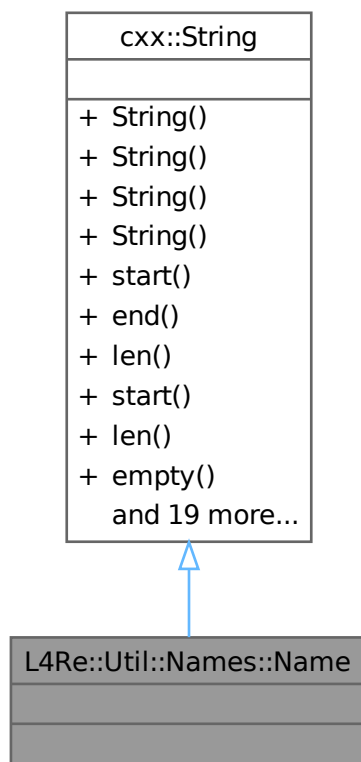 cxx::String
+ String()
+ String()
+ String()
+ String()
+ start()
+ end()
+ len()
+ start()
+ len()
+ empty()
and 19 more...
L4Re::Util::Names::Name